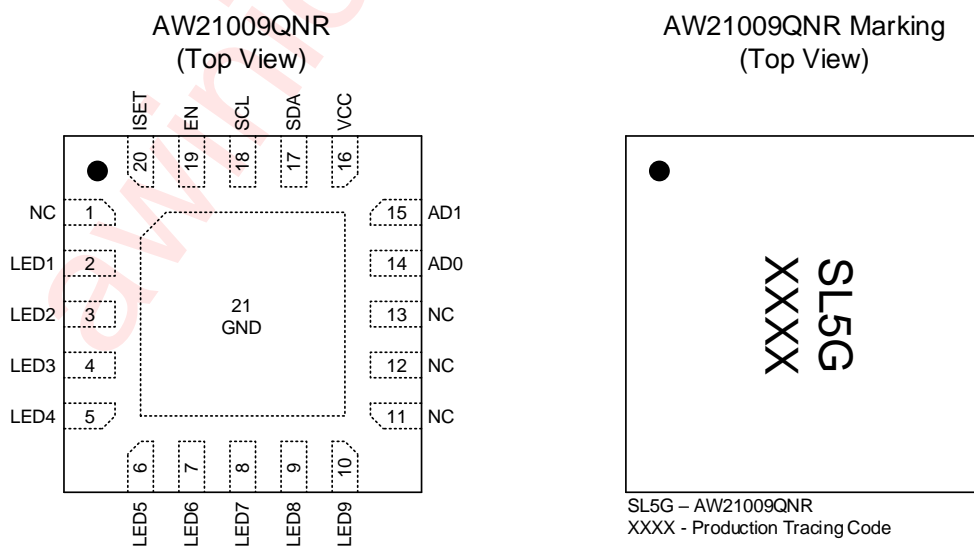 AW21009QNR
(Top View)
AW21009QNR Marking
(Top View)
ISET
EN
SCL
SDA
VCC
20
19
18
17
16
NC 1
LED1 2
LED2 3
LED3 4
LED4 5
15 AD1
14 AD0
13 NC
12 NC
11 NC
21
GND
6
7
8
9
10
LED5
LED6
LED7
LED8
LED9
SL5G
XXXX
SL5G – AW21009QNR
XXXX - Production Tracing Code
awinic